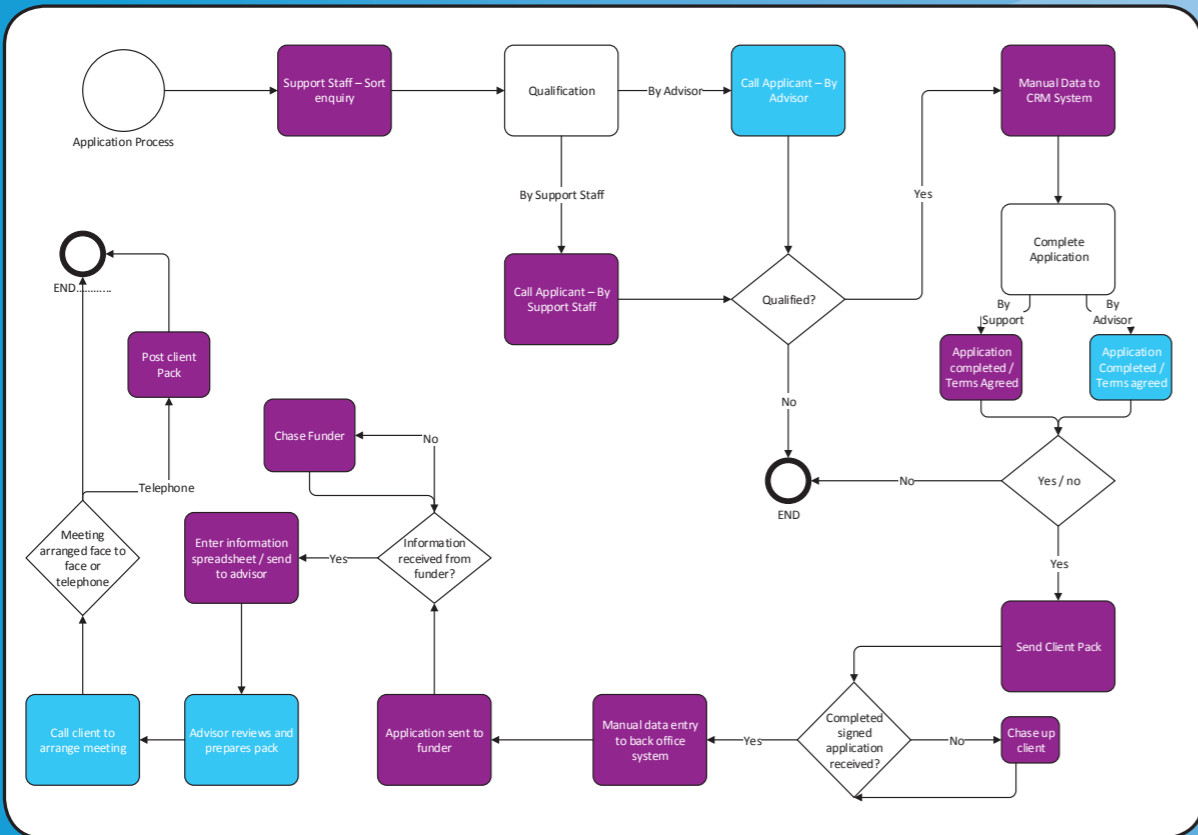 Application Process
Support Staff – Sort
enquiry
Qualification
By Advisor
Call Applicant – By
Advisor
Manual Data to
CRM System
By Support Staff
Yes
Call Applicant – By
Support Staff
Qualified?
Complete
Application
By
Support
By
Advisor
Application
completed /
Terms Agreed
Application
Completed /
Terms agreed
No
END
No
Yes / no
Yes
Send Client Pack
Completed
signed
application
received?
No
Chase up
client
Yes
Manual data entry
to back office
system
Application sent to
funder
Information
received from
funder?
No
Chase Funder
Yes
Enter information
spreadsheet / send
to advisor
Advisor reviews and
prepares pack
Call client to
arrange meeting
Meeting
arranged face to
face or
telephone
Telephone
Post client
Pack
END............